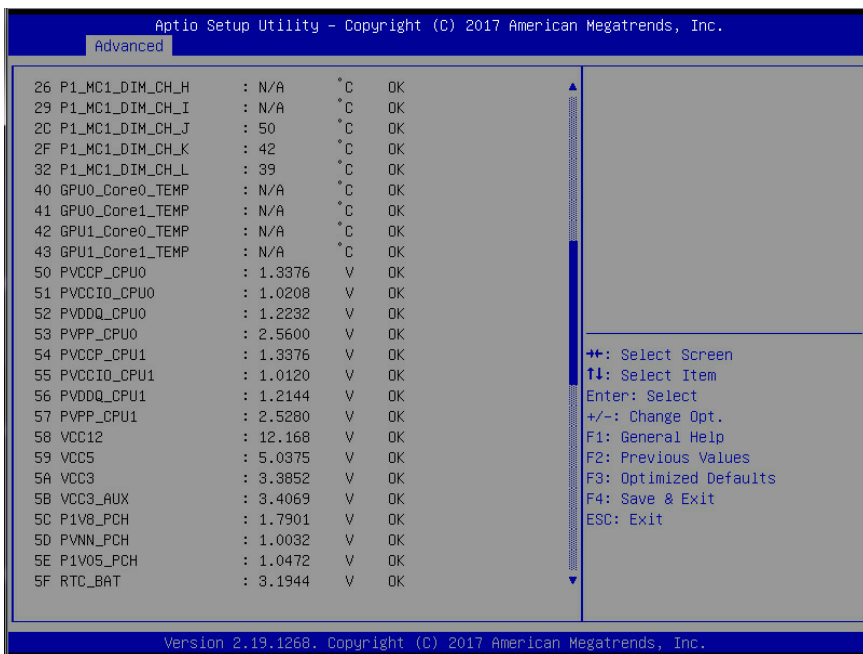 Aptio Setup Utility – Copyright (C) 2017 American Megatrends, Inc.
Advanced
26 P1_MC1_DIM_CH_H : N/A °C OK
29 P1_MC1_DIM_CH_I : N/A °C OK
2C P1_MC1_DIM_CH_J : 50 °C OK
2F P1_MC1_DIM_CH_K : 42 °C OK
32 P1_MC1_DIM_CH_L : 39 °C OK
40 GPU0_Core0_TEMP : N/A °C OK
41 GPU0_Core1_TEMP : N/A °C OK
42 GPU1_Core0_TEMP : N/A °C OK
43 GPU1_Core1_TEMP : N/A °C OK
50 PVCCP_CPU0 : 1.3376 V OK
51 PVCCIO_CPU0 : 1.0208 V OK
52 PVDDQ_CPU0 : 1.2232 V OK
53 PVPP_CPU0 : 2.5600 V OK
54 PVCCP_CPU1 : 1.3376 V OK
55 PVCCIO_CPU1 : 1.0120 V OK
56 PVDDQ_CPU1 : 1.2144 V OK
57 PVPP_CPU1 : 2.5280 V OK
58 VCC12 : 12.168 V OK
59 VCC5 : 5.0375 V OK
5A VCC3 : 3.3852 V OK
5B VCC3_AUX : 3.4069 V OK
5C P1V8_PCH : 1.7901 V OK
5D PVNN_PCH : 1.0032 V OK
5E P1V05_PCH : 1.0472 V OK
5F RTC_BAT : 3.1944 V OK
→←: Select Screen
↑↓: Select Item
Enter: Select
+/-: Change Opt.
F1: General Help
F2: Previous Values
F3: Optimized Defaults
F4: Save & Exit
ESC: Exit
Version 2.19.1268. Copyright (C) 2017 American Megatrends, Inc.